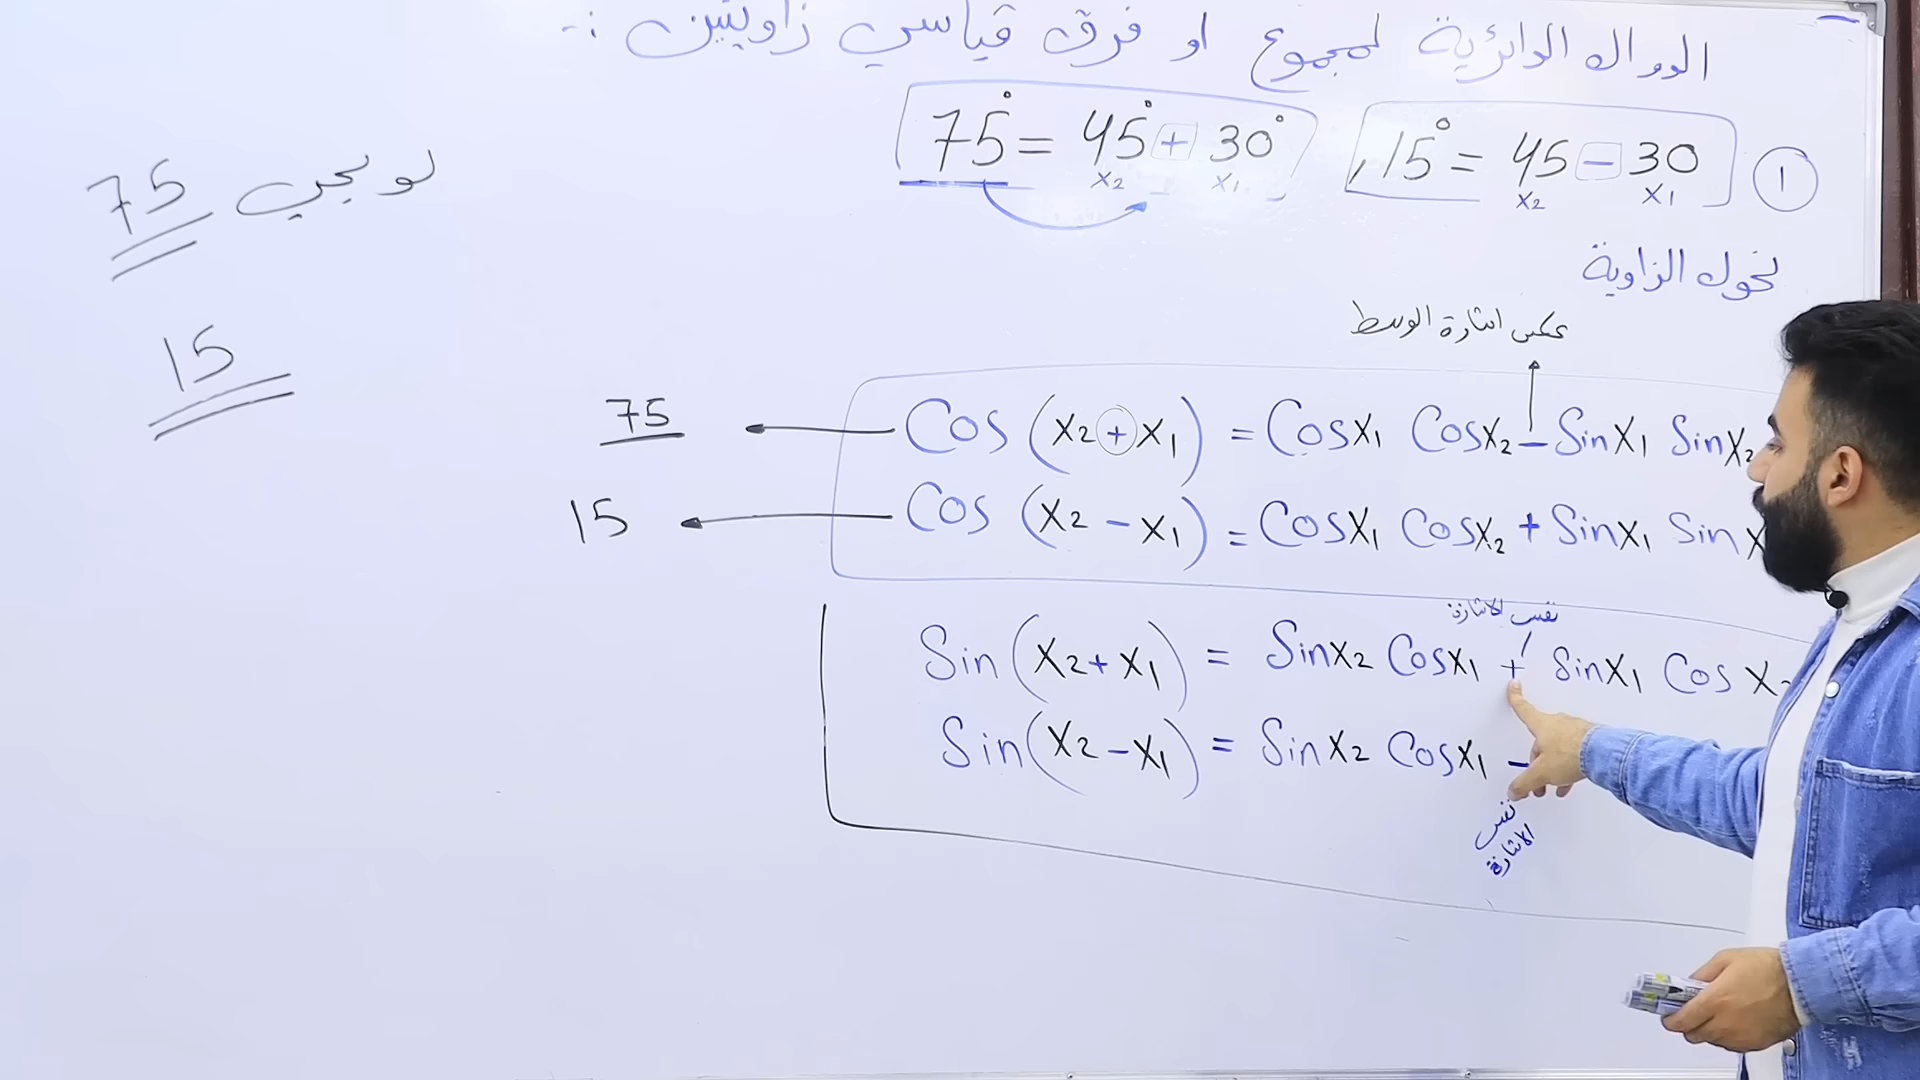 الدوال الدائرية لمجموع او فرق قياسي زاويتين :-
① 15° = 45 - 30
X2 X1
75° = 45° + 30°
X2 X1
لو يجي 75
15
نحول الزاوية
عكس اشارة الوسط
75 ← Cos (X2 + X1) = CosX1 CosX2 - SinX1 SinX2
15 ← Cos (X2 - X1) = CosX1 CosX2 + SinX1 Sin X
نفس الاشارة
Sin (X2 + X1) = SinX2 CosX1 + SinX1 Cos X2
Sin (X2 - X1) = SinX2 CosX1 -
نفس
الاشارة